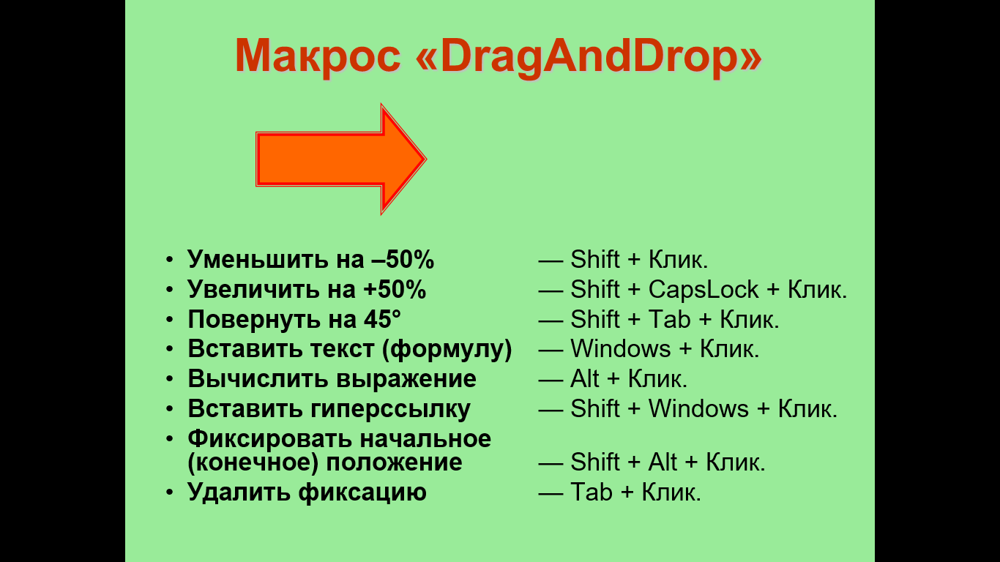 Макрос «DragAndDrop»
• Уменьшить на –50% — Shift + Клик.
• Увеличить на +50% — Shift + CapsLock + Клик.
• Повернуть на 45° — Shift + Tab + Клик.
• Вставить текст (формулу) — Windows + Клик.
• Вычислить выражение — Alt + Клик.
• Вставить гиперссылку — Shift + Windows + Клик.
• Фиксировать начальное
(конечное) положение — Shift + Alt + Клик.
• Удалить фиксацию — Tab + Клик.